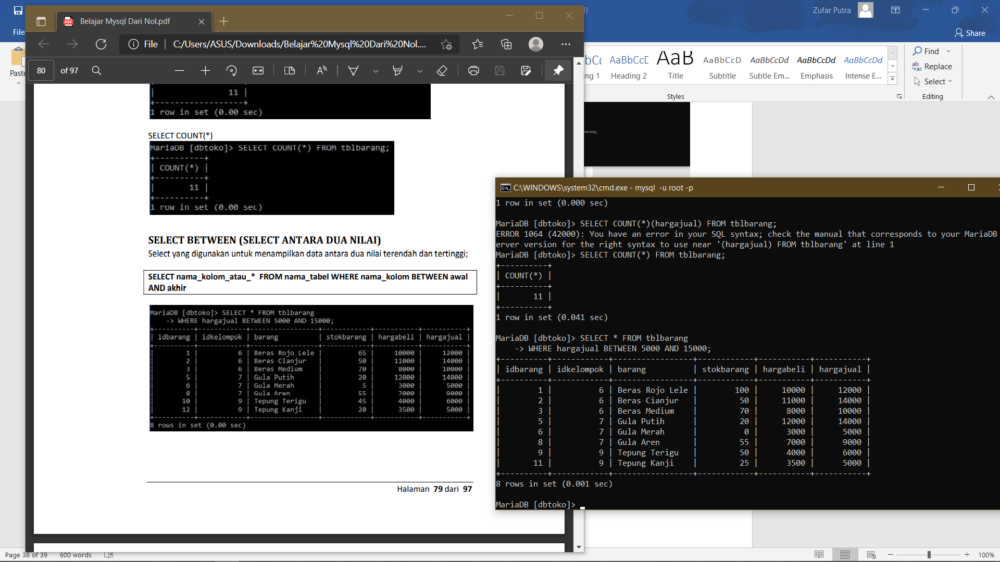 Belajar Mysql Dari Nol.pdf
File
C:/Users/ASUS/Downloads/Belajar%20Mysql%20Dari%20Nol....
80 of 97
| 11 |
+------------------+
1 row in set (0.00 sec)
SELECT COUNT(*)
MariaDB [dbtoko]> SELECT COUNT(*) FROM tblbarang;
+----------+
| COUNT(*) |
+----------+
| 11 |
+----------+
1 row in set (0.00 sec)
SELECT BETWEEN (SELECT ANTARA DUA NILAI)
Select yang digunakan untuk menampilkan data antara dua nilai terendah dan tertinggi;
SELECT nama_kolom_atau_* FROM nama_tabel WHERE nama_kolom BETWEEN awal
AND akhir
MariaDB [dbtoko]> SELECT * FROM tblbarang
-> WHERE hargajual BETWEEN 5000 AND 15000;
+----------+------------+-----------------+------------+-----------+-----------+
| idbarang | idkelompok | barang | stokbarang | hargabeli | hargajual |
+----------+------------+-----------------+------------+-----------+-----------+
| 1 | 6 | Beras Rojo Lele | 65 | 10000 | 12000 |
| 2 | 6 | Beras Cianjur | 50 | 11000 | 14000 |
| 3 | 6 | Beras Medium | 70 | 8000 | 10000 |
| 5 | 7 | Gula Putih | 20 | 12000 | 14000 |
| 6 | 7 | Gula Merah | 5 | 3000 | 5000 |
| 8 | 7 | Gula Aren | 55 | 7000 | 9000 |
| 10 | 9 | Tepung Terigu | 45 | 4000 | 6000 |
| 12 | 9 | Tepung Kanji | 20 | 3500 | 5000 |
+----------+------------+-----------------+------------+-----------+-----------+
8 rows in set (0.00 sec)
Halaman 79 dari 97
File
Paste
Zufar Putra
Share
AaBbCcD AaB AaBbCcD AaBbCcDd AaBbCcDd AaBbCcDd
ing 1 Heading 2 Title Subtitle Subtle Em... Emphasis Intense E...
Styles
Find
Replace
Select
Editing
barang;
C:\WINDOWS\system32\cmd.exe - mysql -u root -p
1 row in set (0.000 sec)
MariaDB [dbtoko]> SELECT COUNT(*)(hargajual) FROM tblbarang;
ERROR 1064 (42000): You have an error in your SQL syntax; check the manual that corresponds to your MariaDB
erver version for the right syntax to use near '(hargajual) FROM tblbarang' at line 1
MariaDB [dbtoko]> SELECT COUNT(*) FROM tblbarang;
+----------+
| COUNT(*) |
+----------+
| 11 |
+----------+
1 row in set (0.041 sec)
MariaDB [dbtoko]> SELECT * FROM tblbarang
-> WHERE hargajual BETWEEN 5000 AND 15000;
+----------+------------+-----------------+------------+-----------+-----------+
| idbarang | idkelompok | barang | stokbarang | hargabeli | hargajual |
+----------+------------+-----------------+------------+-----------+-----------+
| 1 | 6 | Beras Rojo Lele | 100 | 10000 | 12000 |
| 2 | 6 | Beras Cianjur | 50 | 11000 | 14000 |
| 3 | 6 | Beras Medium | 70 | 8000 | 10000 |
| 5 | 7 | Gula Putih | 20 | 12000 | 14000 |
| 6 | 7 | Gula Merah | 0 | 3000 | 5000 |
| 8 | 7 | Gula Aren | 55 | 7000 | 9000 |
| 9 | 9 | Tepung Terigu | 50 | 4000 | 6000 |
| 11 | 9 | Tepung Kanji | 25 | 3500 | 5000 |
+----------+------------+-----------------+------------+-----------+-----------+
8 rows in set (0.001 sec)
MariaDB [dbtoko]>
Page 38 of 39 600 words
100%